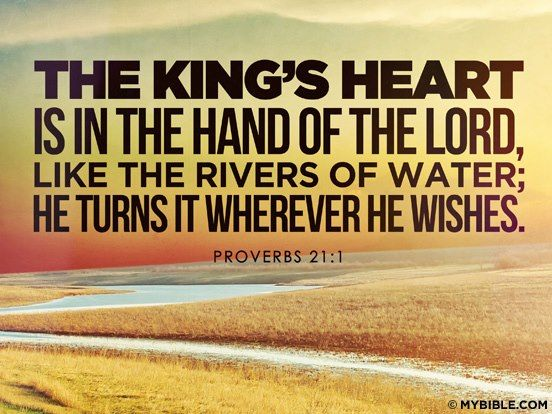 THE KING'S HEART
IS IN THE HAND OF THE LORD,
LIKE THE RIVERS OF WATER;
HE TURNS IT WHEREVER HE WISHES.
PROVERBS 21:1
© MYBIBLE.COM